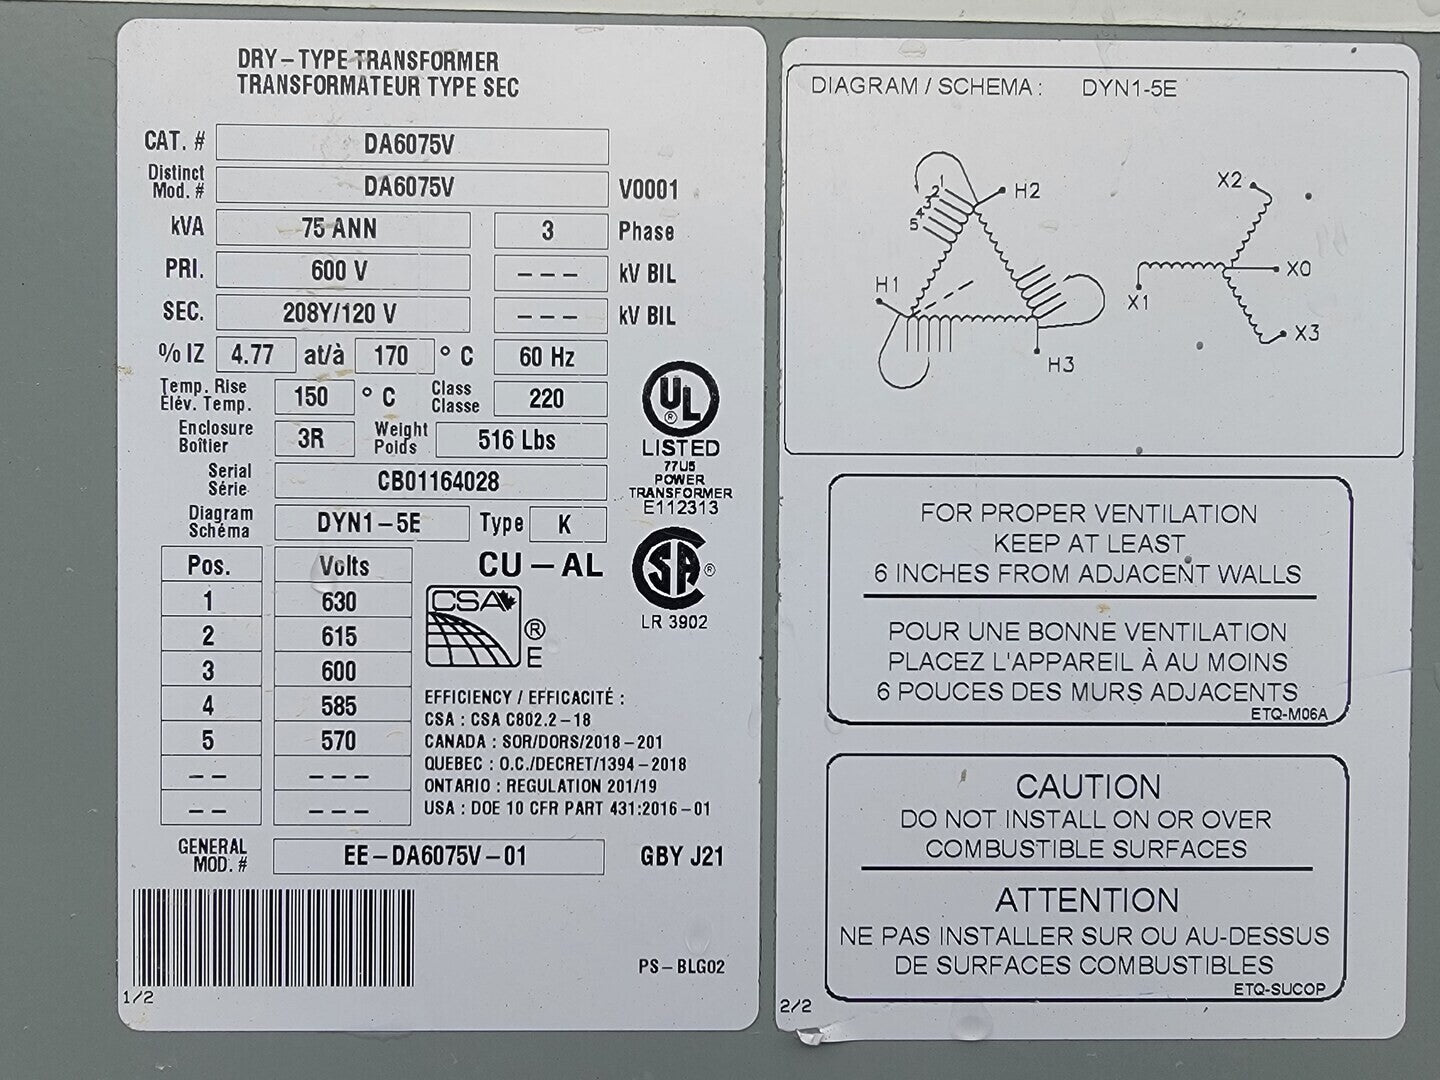 DRY-TYPE TRANSFORMER
TRANSFORMATEUR TYPE SEC
CAT. # DA6075V
Distinct Mod. # DA6075V V0001
kVA 75 ANN 3 Phase
PRI. 600 V --- kV BIL
SEC. 208Y/120 V --- kV BIL
% IZ 4.77 at/à 170 ° C 60 Hz
Temp. Rise Élév. Temp. 150 ° C Class Classe 220
Enclosure Boîtier 3R Weight Poids 516 Lbs
Serial Série CB01164028
Diagram Schéma DYN1-5E Type K
Pos. Volts
1 630
2 615
3 600
4 585
5 570
-- ---
-- ---
CU-AL
UL ®
LISTED
77U5
POWER
TRANSFORMER
E112313
CSA ®
E
SA ®
LR 3902
EFFICIENCY / EFFICACITÉ :
CSA : CSA C802.2-18
CANADA : SOR/DORS/2018-201
QUEBEC : O.C./DECRET/1394-2018
ONTARIO : REGULATION 201/19
USA : DOE 10 CFR PART 431:2016-01
GENERAL MOD. # EE-DA6075V-01 GBY J21
PS-BLG02
1/2
DIAGRAM / SCHEMA : DYN1-5E
1
2
3
4
5
H2
H1
H3
X2
X0
X1
X3
FOR PROPER VENTILATION
KEEP AT LEAST
6 INCHES FROM ADJACENT WALLS
POUR UNE BONNE VENTILATION
PLACEZ L'APPAREIL À AU MOINS
6 POUCES DES MURS ADJACENTS
ETQ-M06A
CAUTION
DO NOT INSTALL ON OR OVER
COMBUSTIBLE SURFACES
ATTENTION
NE PAS INSTALLER SUR OU AU-DESSUS
DE SURFACES COMBUSTIBLES
ETQ-SUCOP
2/2